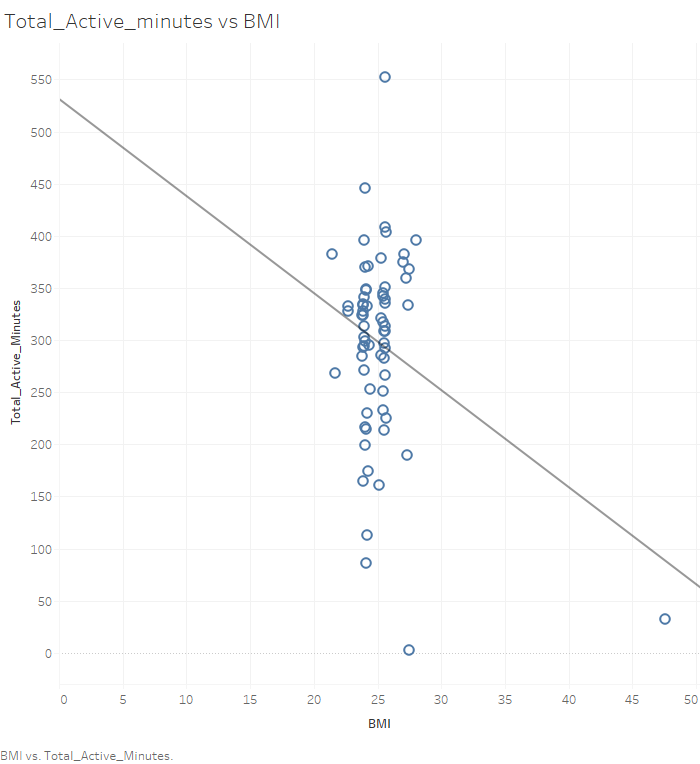 Total_Active_minutes vs BMI
550
500
450
400
350
300
250
200
150
100
50
0
Total_Active_Minutes
0 5 10 15 20 25 30 35 40 45 50
BMI
BMI vs. Total_Active_Minutes.